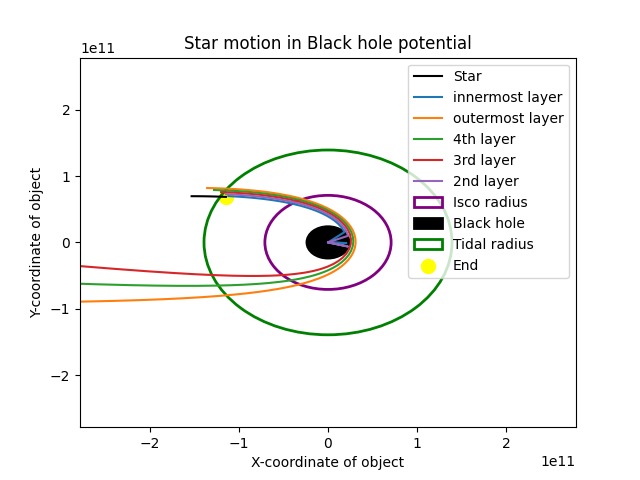 Star motion in Black hole potential
1e11
Star
innermost layer
outermost layer
4th layer
3rd layer
2nd layer
Isco radius
Black hole
Tidal radius
End
2
1
0
−1
−2
Y-coordinate of object
−2
−1
0
1
2
X-coordinate of object
1e11